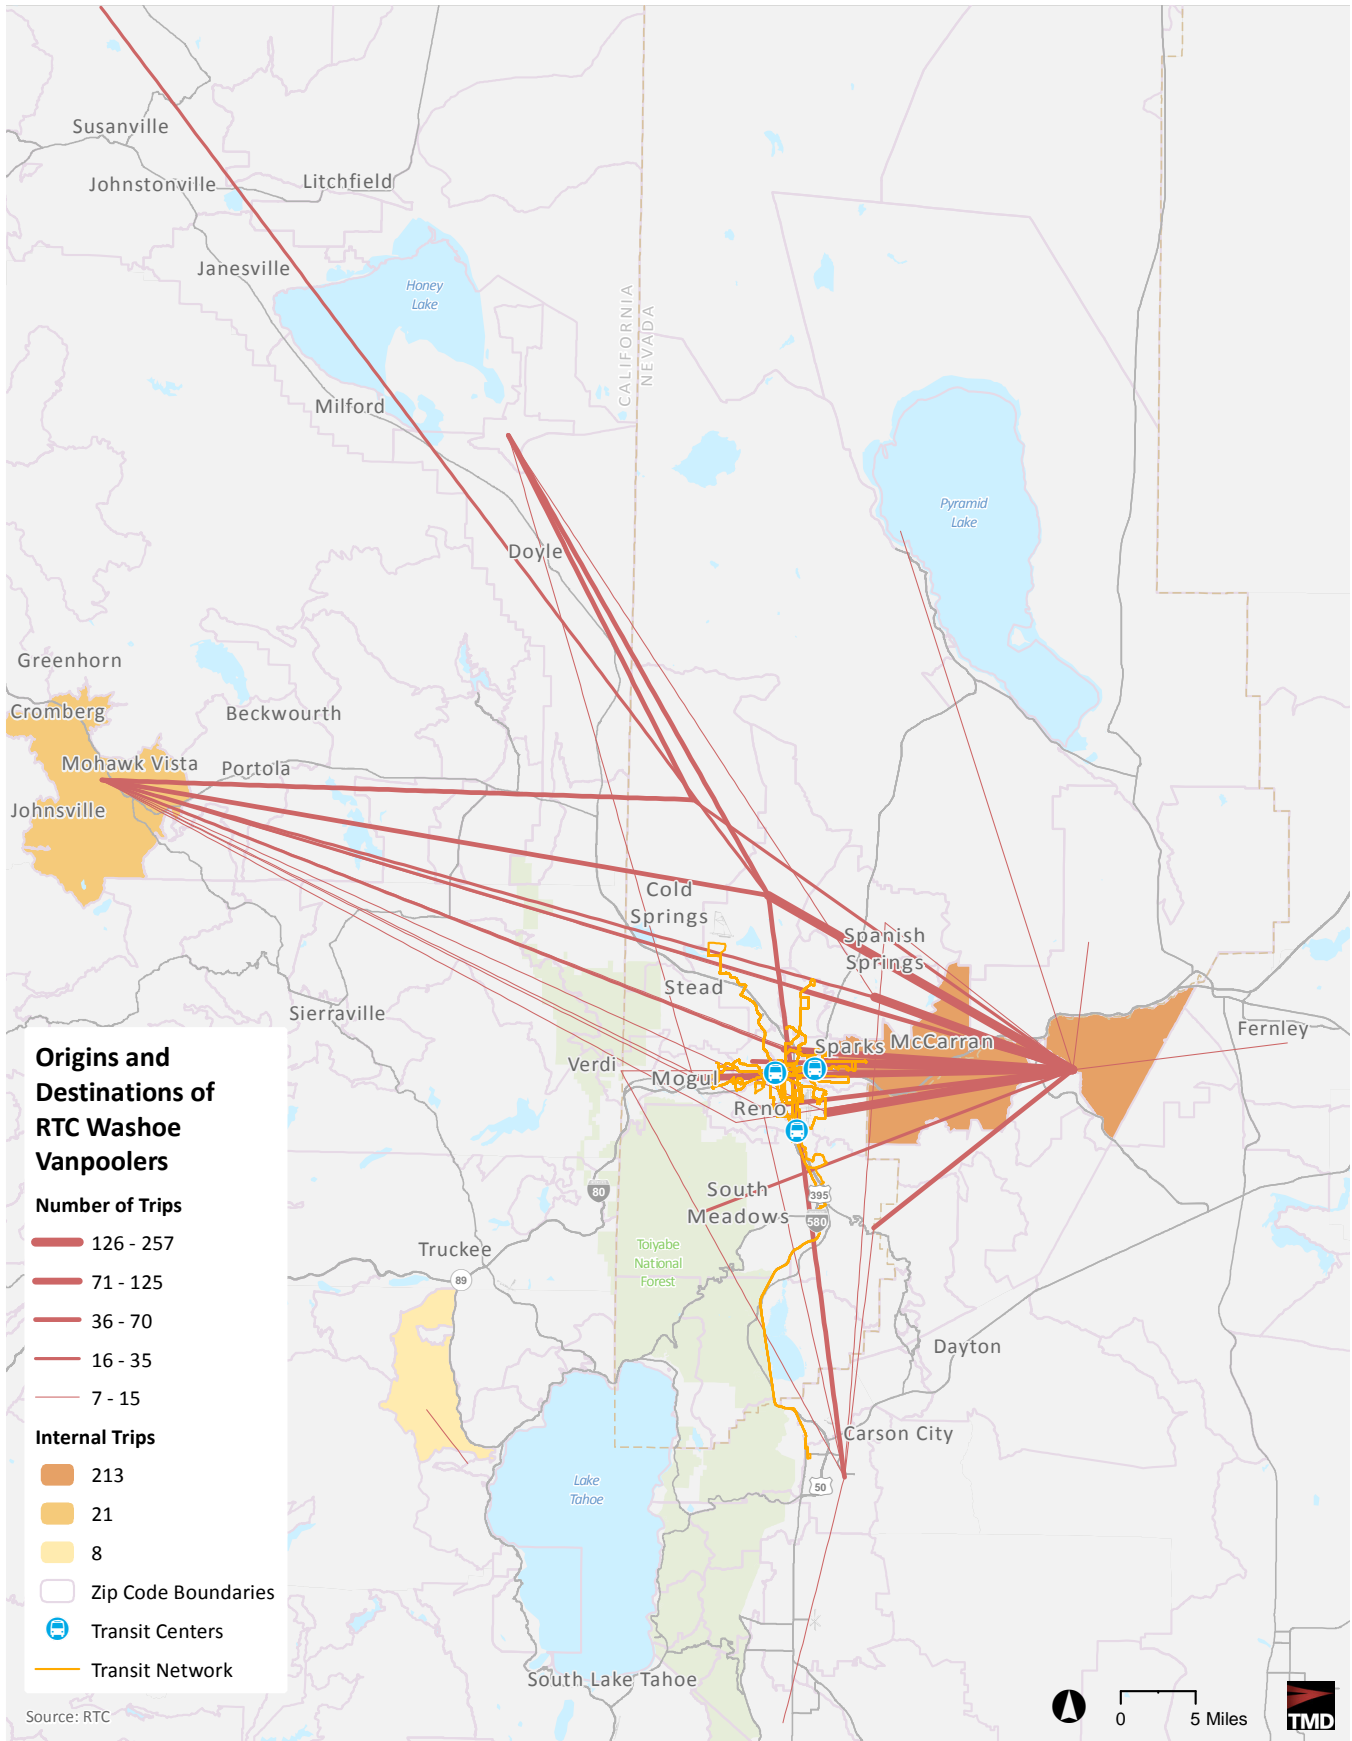 Susanville
Johnstonville
Litchfield
Janesville
Honey
Lake
CALIFORNIA
NEVADA
Milford
Pyramid
Lake
Doyle
Greenhorn
Cromberg
Beckwourth
Mohawk Vista
Portola
Johnsville
Cold
Springs
Spanish
Springs
Stead
Sierraville
Fernley
Sparks
McCarran
Verdi
Mogul
Reno
80
395
South
Meadows
580
Truckee
89
Toiyabe
National
Forest
Dayton
Carson City
50
Lake
Tahoe
South Lake Tahoe
Origins and
Destinations of
RTC Washoe
Vanpoolers
Number of Trips
126 - 257
71 - 125
36 - 70
16 - 35
7 - 15
Internal Trips
213
21
8
Zip Code Boundaries
Transit Centers
Transit Network
Source: RTC
0 5 Miles
TMD